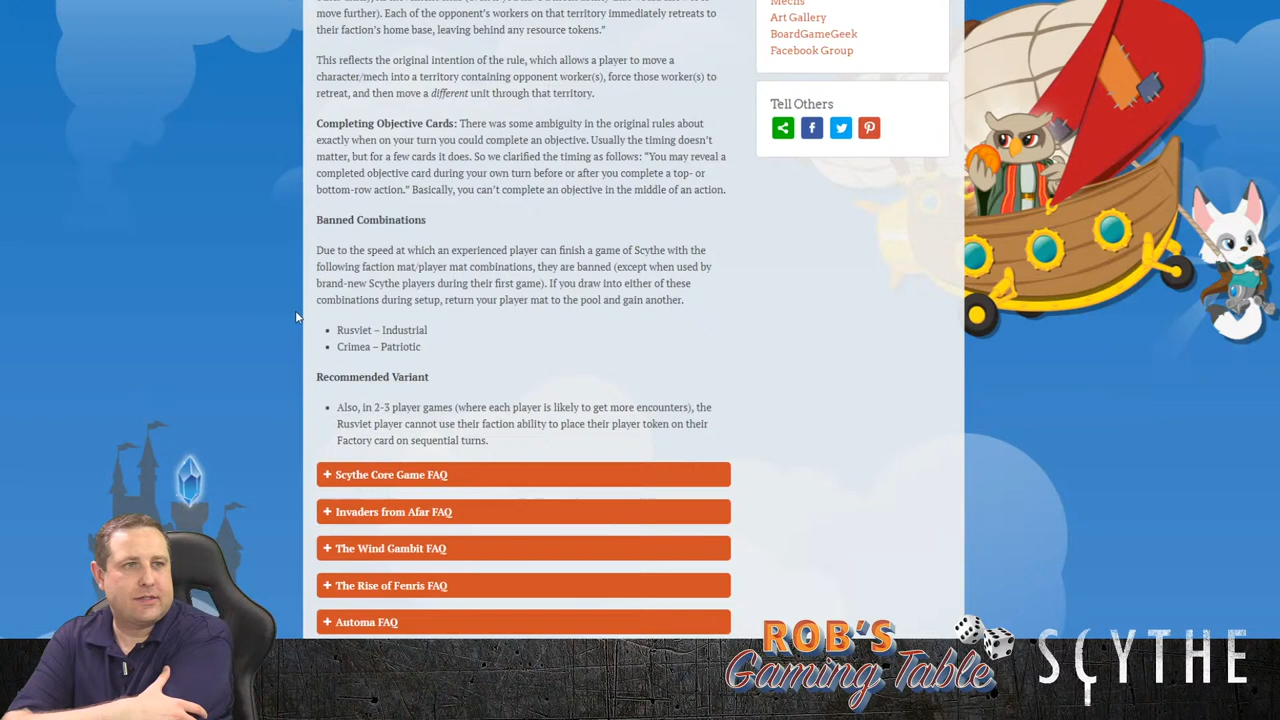 move further). Each of the opponent's workers on that territory immediately retreats to
their faction's home base, leaving behind any resource tokens."
This reflects the original intention of the rule, which allows a player to move a
character/mech into a territory containing opponent worker(s), force those worker(s) to
retreat, and then move a different unit through that territory.
Completing Objective Cards: There was some ambiguity in the original rules about
exactly when on your turn you could complete an objective. Usually the timing doesn't
matter, but for a few cards it does. So we clarified the timing as follows: "You may reveal a
completed objective card during your own turn before or after you complete a top- or
bottom-row action." Basically, you can't complete an objective in the middle of an action.
Banned Combinations
Due to the speed at which an experienced player can finish a game of Scythe with the
following faction mat/player mat combinations, they are banned (except when used by
brand-new Scythe players during their first game). If you draw into either of these
combinations during setup, return your player mat to the pool and gain another.
• Rusviet – Industrial
• Crimea – Patriotic
Recommended Variant
• Also, in 2-3 player games (where each player is likely to get more encounters), the
Rusviet player cannot use their faction ability to place their player token on their
Factory card on sequential turns.
+ Scythe Core Game FAQ
+ Invaders from Afar FAQ
+ The Wind Gambit FAQ
+ The Rise of Fenris FAQ
+ Automa FAQ
Mechs
Art Gallery
BoardGameGeek
Facebook Group
Tell Others
ROB'S
Gaming Table
SCYTHE